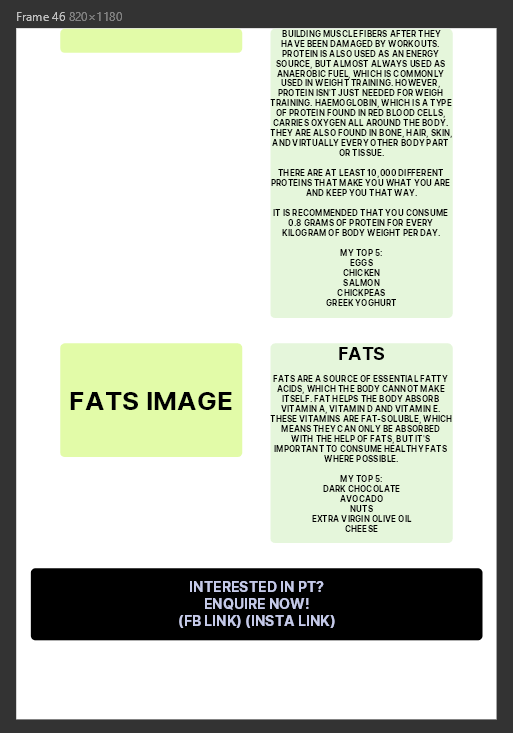 Frame 46 820×1180
BUILDING MUSCLE FIBERS AFTER THEY
HAVE BEEN DAMAGED BY WORKOUTS.
PROTEIN IS ALSO USED AS AN ENERGY
SOURCE, BUT ALMOST ALWAYS USED AS
ANAEROBIC FUEL, WHICH IS COMMONLY
USED IN WEIGHT TRAINING. HOWEVER,
PROTEIN ISN'T JUST NEEDED FOR WEIGH
TRAINING. HAEMOGLOBIN, WHICH IS A TYPE
OF PROTEIN FOUND IN RED BLOOD CELLS,
CARRIES OXYGEN ALL AROUND THE BODY.
THEY ARE ALSO FOUND IN BONE, HAIR, SKIN,
AND VIRTUALLY EVERY OTHER BODY PART
OR TISSUE.
THERE ARE AT LEAST 10,000 DIFFERENT
PROTEINS THAT MAKE YOU WHAT YOU ARE
AND KEEP YOU THAT WAY.
IT IS RECOMMENDED THAT YOU CONSUME
0.8 GRAMS OF PROTEIN FOR EVERY
KILOGRAM OF BODY WEIGHT PER DAY.
MY TOP 5:
EGGS
CHICKEN
SALMON
CHICKPEAS
GREEK YOGHURT
FATS IMAGE
FATS
FATS ARE A SOURCE OF ESSENTIAL FATTY
ACIDS, WHICH THE BODY CANNOT MAKE
ITSELF. FAT HELPS THE BODY ABSORB
VITAMIN A, VITAMIN D AND VITAMIN E.
THESE VITAMINS ARE FAT-SOLUBLE, WHICH
MEANS THEY CAN ONLY BE ABSORBED
WITH THE HELP OF FATS, BUT IT'S
IMPORTANT TO CONSUME HEALTHY FATS
WHERE POSSIBLE.
MY TOP 5:
DARK CHOCOLATE
AVOCADO
NUTS
EXTRA VIRGIN OLIVE OIL
CHEESE
INTERESTED IN PT?
ENQUIRE NOW!
(FB LINK) (INSTA LINK)